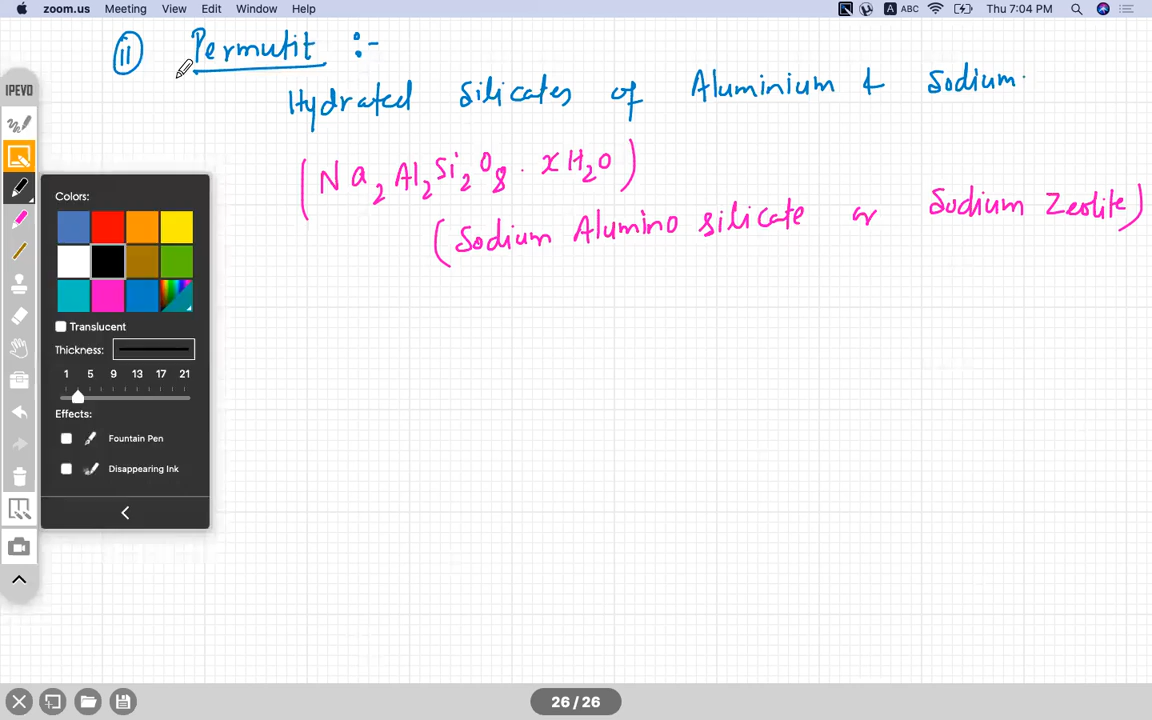 zoom.us Meeting View Edit Window Help A ABC Thu 7:04 PM
ii Permutit :-
IPEVO
Hydrated silicates of Aluminium & Sodium.
(Na2Al2Si2O8 . xH2O)
(Sodium Alumino silicate or Sodium Zeolite)
Colors:
Translucent
Thickness:
1 5 9 13 17 21
Effects:
Fountain Pen
Disappearing Ink
26 / 26